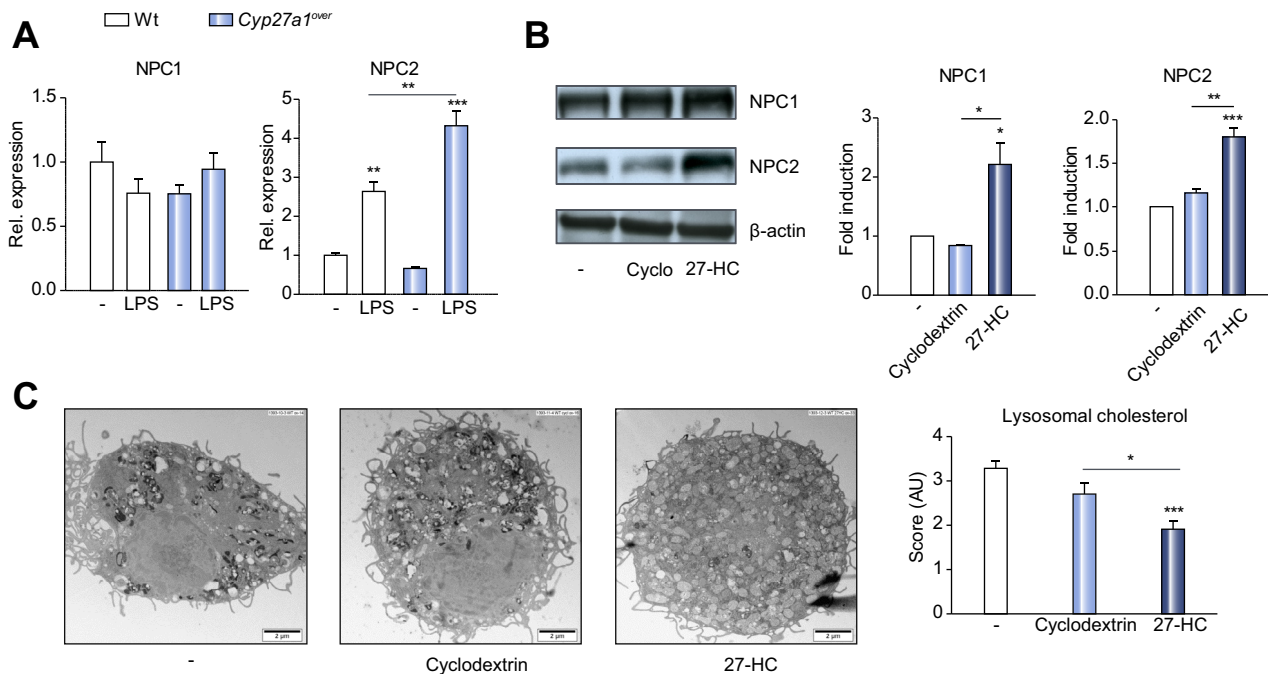 Wt
Cyp27a1over
A
NPC1
Rel. expression
1.5
1.0
0.5
0.0
- LPS - LPS
NPC2
Rel. expression
5
4
3
2
1
0
**
**
***
- LPS - LPS
B
NPC1
NPC2
β-actin
- Cyclo 27-HC
NPC1
Fold induction
3
2
1
0
*
*
-
Cyclodextrin
27-HC
NPC2
Fold induction
2.0
1.5
1.0
0.5
0.0
**
***
-
Cyclodextrin
27-HC
C
2 µm
-
2 µm
Cyclodextrin
2 µm
27-HC
Lysosomal cholesterol
Score (AU)
4
3
2
1
0
*
***
- Cyclodextrin 27-HC